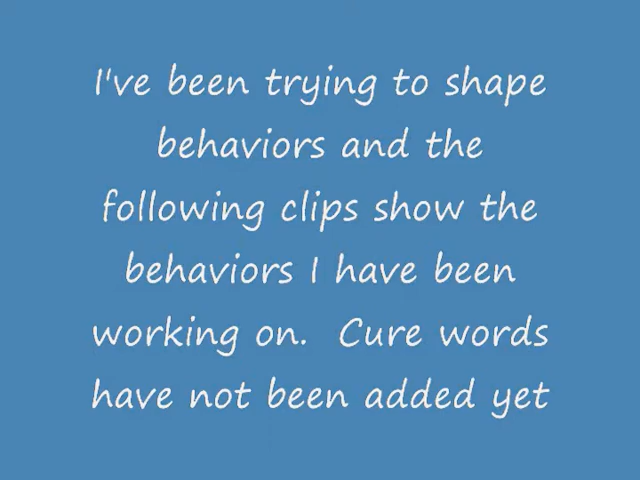 I've been trying to shape
behaviors and the
following clips show the
behaviors I have been
working on.  Cure words
have not been added yet